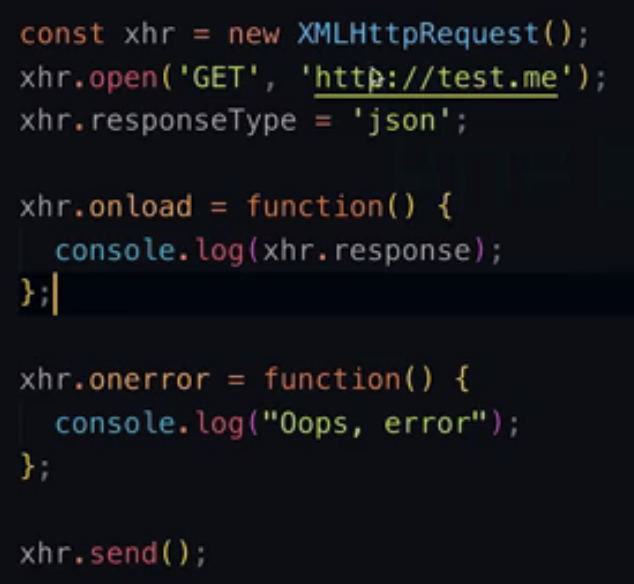 const xhr = new XMLHttpRequest();
xhr.open('GET', 'http://test.me');
xhr.responseType = 'json';

xhr.onload = function() {
  console.log(xhr.response);
};

xhr.onerror = function() {
  console.log("Oops, error");
};

xhr.send();